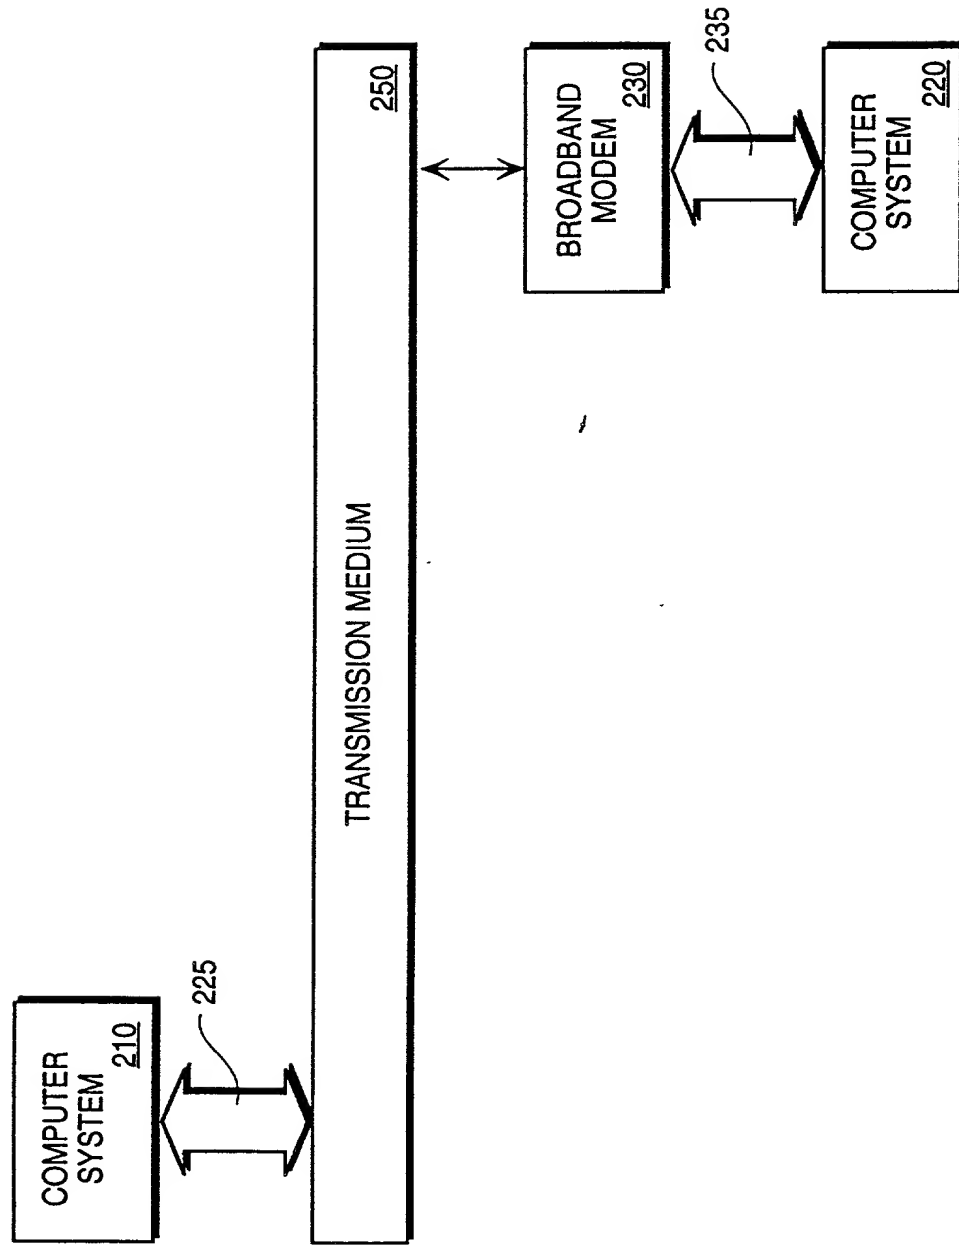 COMPUTER
SYSTEM
210
225
TRANSMISSION MEDIUM
250
BROADBAND
MODEM
230
235
COMPUTER
SYSTEM
220